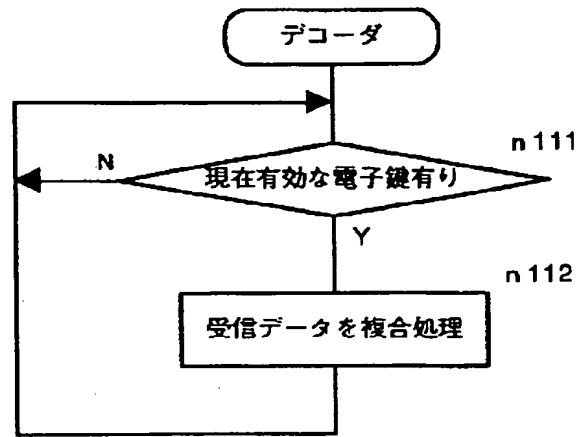 デコーダ
n111
N
現在有効な電子鍵有り
Y
n112
受信データを複合処理